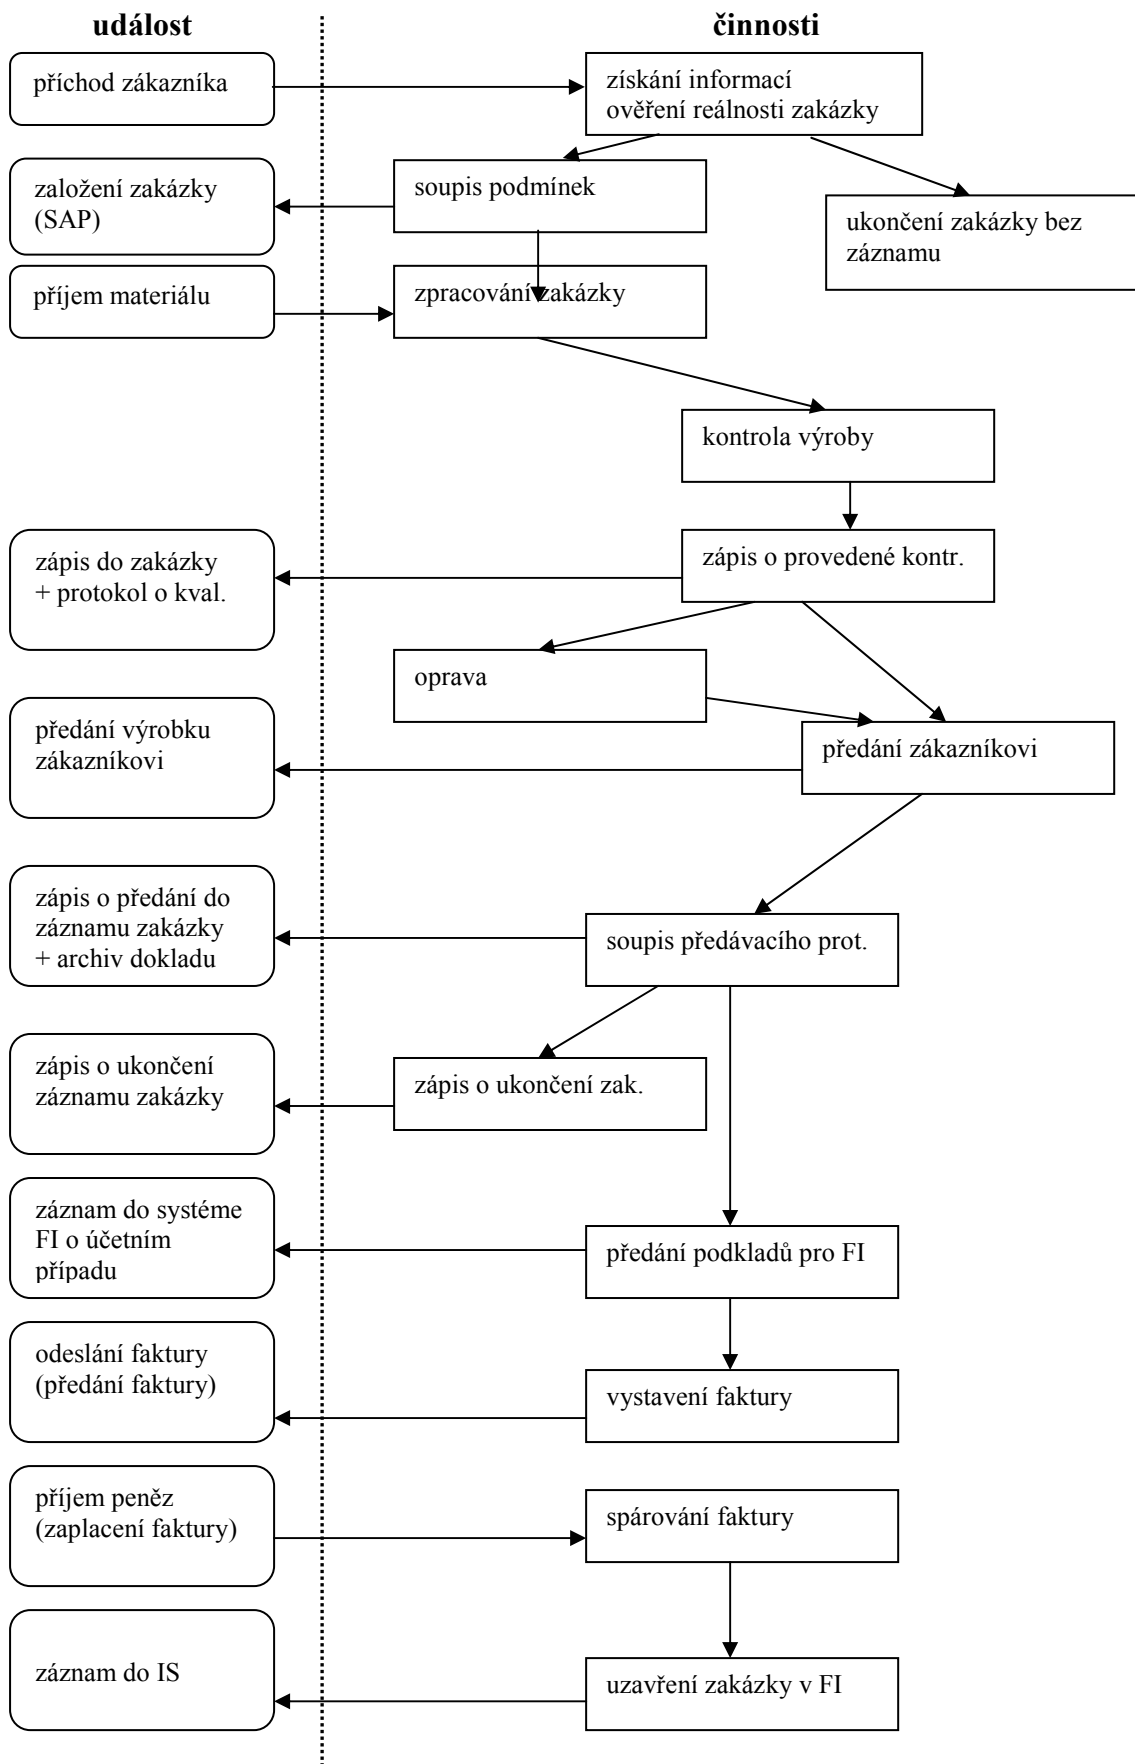 událost
činnosti
příchod zákazníka
získání informací
ověření reálnosti zakázky
založení zakázky
(SAP)
soupis podmínek
ukončení zakázky bez
záznamu
příjem materiálu
zpracování zakázky
kontrola výroby
zápis do zakázky
+ protokol o kval.
zápis o provedené kontr.
oprava
předání výrobku
zákazníkovi
předání zákazníkovi
zápis o předání do
záznamu zakázky
+ archiv dokladu
soupis předávacího prot.
zápis o ukončení
záznamu zakázky
zápis o ukončení zak.
záznam do systéme
FI o účetním
případu
předání podkladů pro FI
odeslání faktury
(předání faktury)
vystavení faktury
příjem peněz
(zaplacení faktury)
spárování faktury
záznam do IS
uzavření zakázky v FI